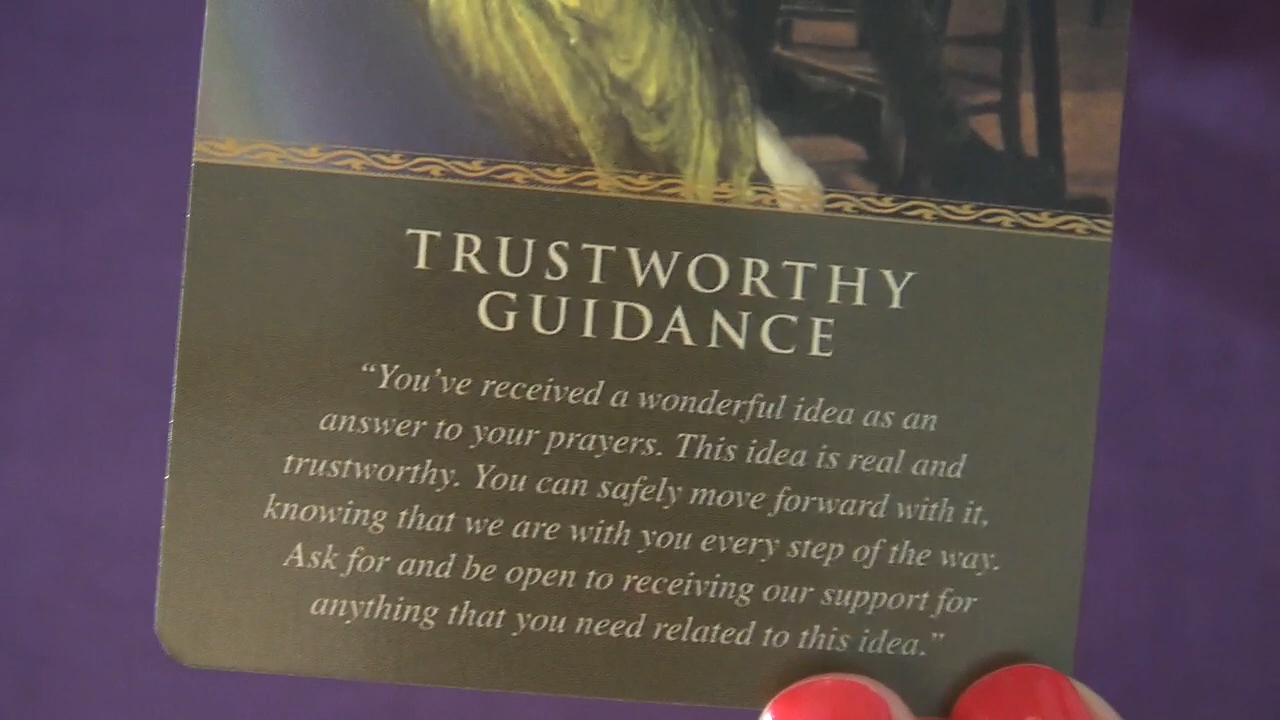 TRUSTWORTHY
GUIDANCE
“You’ve received a wonderful idea as an
answer to your prayers. This idea is real and
trustworthy. You can safely move forward with it,
knowing that we are with you every step of the way.
Ask for and be open to receiving our support for
anything that you need related to this idea.”